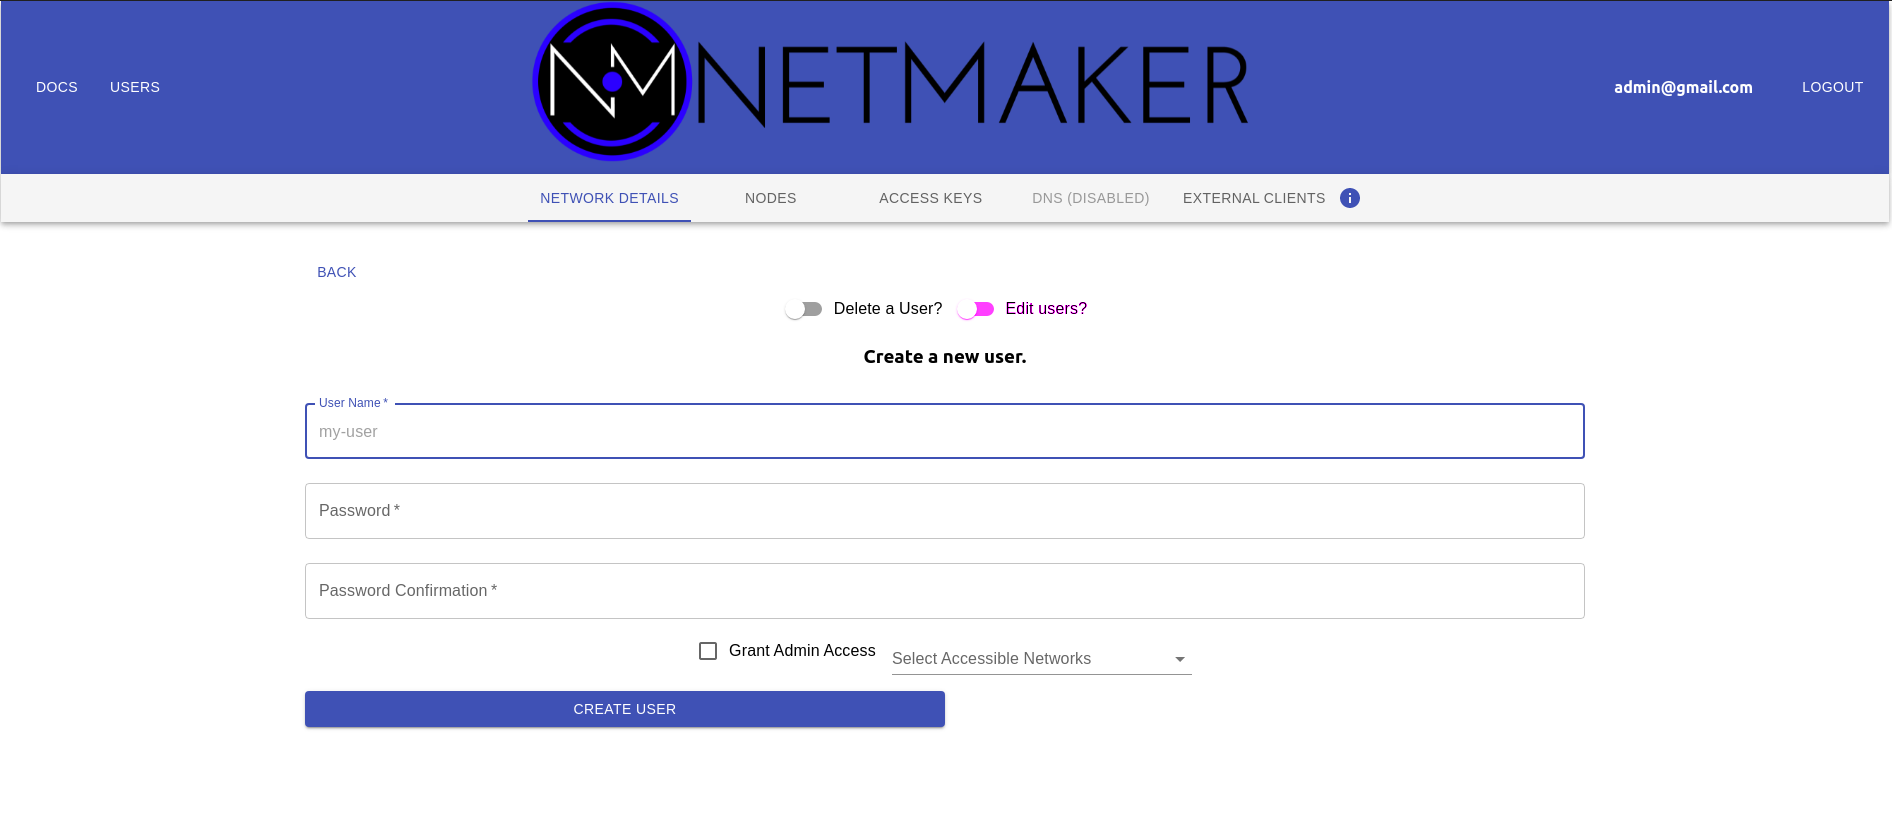 DOCS USERS NM NETMAKER admin@gmail.com LOGOUT
NETWORK DETAILS NODES ACCESS KEYS DNS (DISABLED) EXTERNAL CLIENTS i
BACK
Delete a User? Edit users?
Create a new user.
User Name *
my-user
Password *
Password Confirmation *
Grant Admin Access Select Accessible Networks
CREATE USER